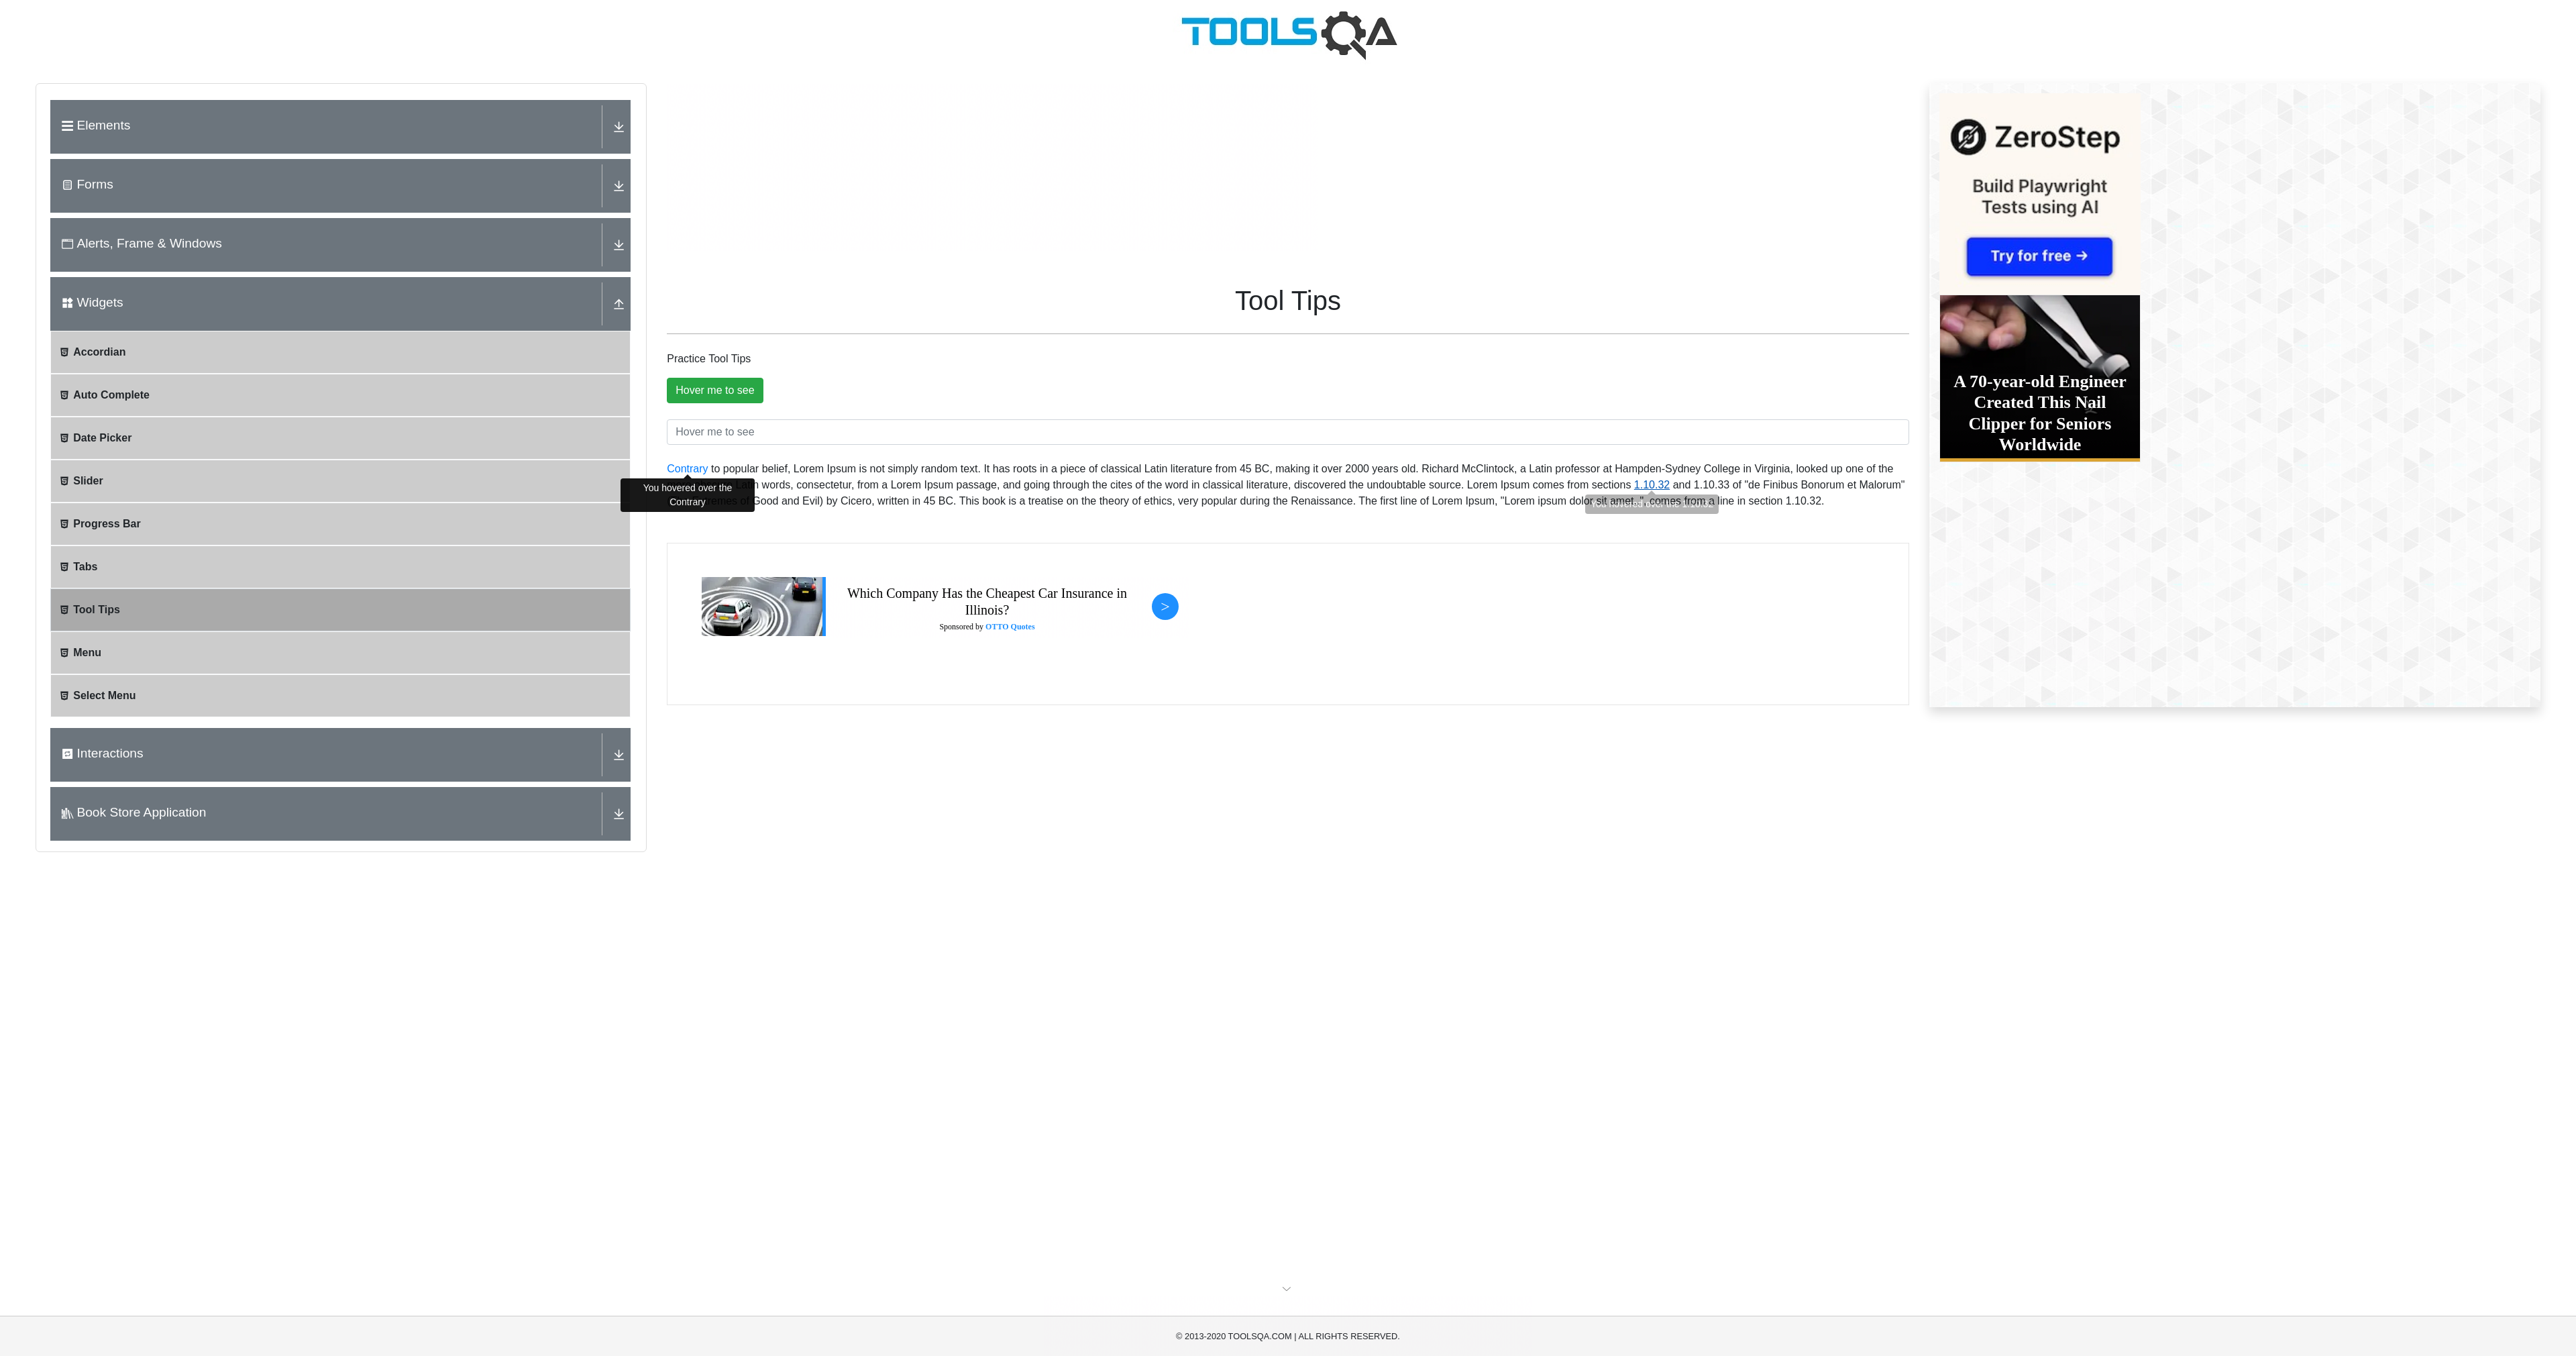 TOOLSQA
Elements
Forms
Alerts, Frame & Windows
Widgets
Accordian
Auto Complete
Date Picker
Slider
Progress Bar
Tabs
Tool Tips
Menu
Select Menu
Interactions
Book Store Application
Tool Tips
Practice Tool Tips
Hover me to see
Hover me to see
Contrary to popular belief, Lorem Ipsum is not simply random text. It has roots in a piece of classical Latin literature from 45 BC, making it over 2000 years old. Richard McClintock, a Latin professor at Hampden-Sydney College in Virginia, looked up one of the
words, consectetur, from a Lorem Ipsum passage, and going through the cites of the word in classical literature, discovered the undoubtable source. Lorem Ipsum comes from sections 1.10.32 and 1.10.33 of "de Finibus Bonorum et Malorum"
Good and Evil) by Cicero, written in 45 BC. This book is a treatise on the theory of ethics, very popular during the Renaissance. The first line of Lorem Ipsum, "Lorem ipsum dolor sit amet..", comes from a line in section 1.10.32.
You hovered over the
Contrary
Which Company Has the Cheapest Car Insurance in
Illinois?
Sponsored by OTTO Quotes
>
ZeroStep
Build Playwright
Tests using AI
Try for free →
A 70-year-old Engineer
Created This Nail
Clipper for Seniors
Worldwide
© 2013-2020 TOOLSQA.COM | ALL RIGHTS RESERVED.